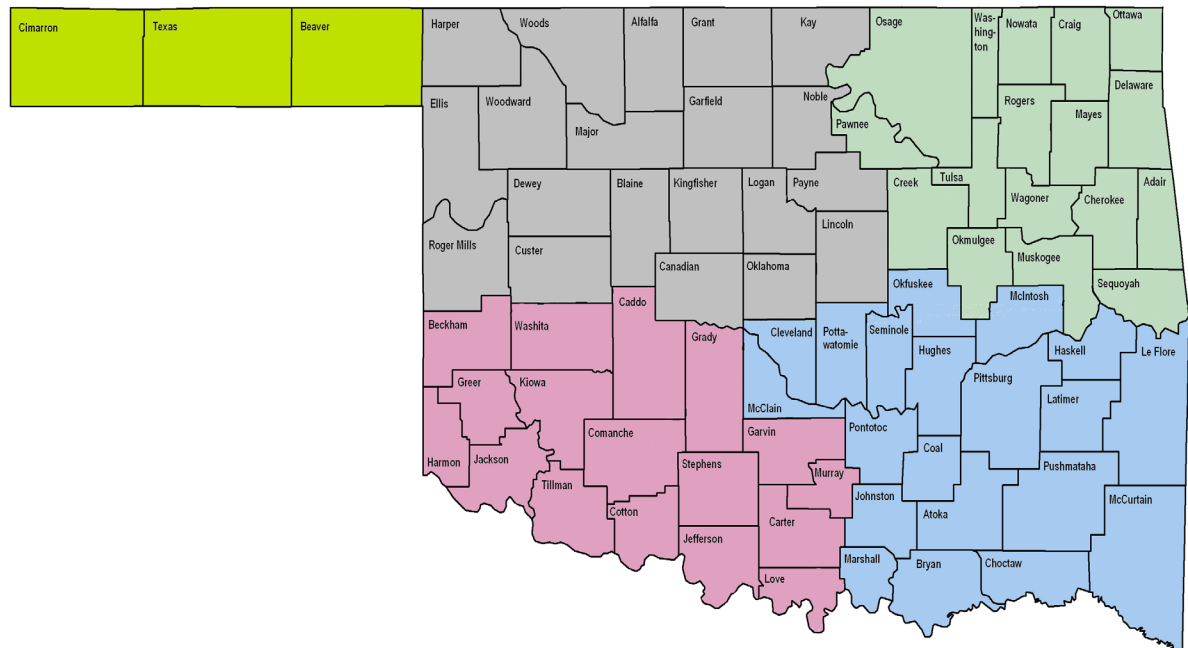 Cimarron
Texas
Beaver
Harper
Woods
Alfalfa
Grant
Kay
Osage
Was-
hing-
ton
Nowata
Craig
Ottawa
Ellis
Woodward
Major
Garfield
Noble
Pawnee
Rogers
Mayes
Delaware
Dewey
Blaine
Kingfisher
Logan
Payne
Creek
Tulsa
Wagoner
Cherokee
Adair
Roger Mills
Custer
Canadian
Oklahoma
Lincoln
Okmulgee
Muskogee
Sequoyah
Beckham
Washita
Caddo
Grady
Cleveland
Potta-
watomie
Seminole
Okfuskee
McIntosh
Hughes
Haskell
Le Flore
Greer
Kiowa
McClain
Pittsburg
Latimer
Harmon
Jackson
Comanche
Garvin
Pontotoc
Coal
Pushmataha
Tillman
Stephens
Murray
Johnston
McCurtain
Cotton
Carter
Atoka
Jefferson
Love
Marshall
Bryan
Choctaw